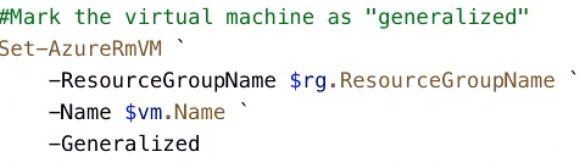 #Mark the virtual machine as "generalized"
Set-AzureRmVM `
-ResourceGroupName $rg.ResourceGroupName `
-Name $vm.Name `
-Generalized